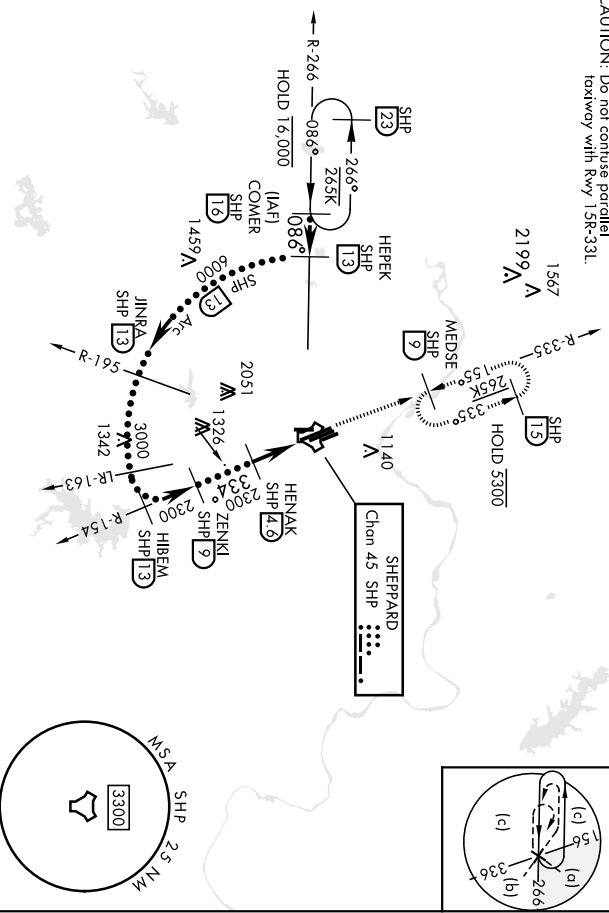 CAUTION: Do not confuse parallel
taxiway with Rwy 15R-33L.
1567
2199
R-335
155°
265K
335°
SHP
15
HOLD 5300
MEDSE
SHP
9
R-266
086°
266°
265K
HOLD 16,000
SHP
23
(IAF)
COMER
SHP
16
086°
HEPEK
SHP
13
1459
6000
SHP
13
Arc
JINRA
SHP
13
R-195
2051
1326
1140
3000
1342
LR-163
R-154
2300
HIBEM
SHP
13
ZENKI
SHP
9
334°
2300
HENAK
SHP
4.6
SHEPPARD
Chan 45 SHP
MSA SHP 25 NM
3300
(c)
156
(a)
(c)
336
(b)
266